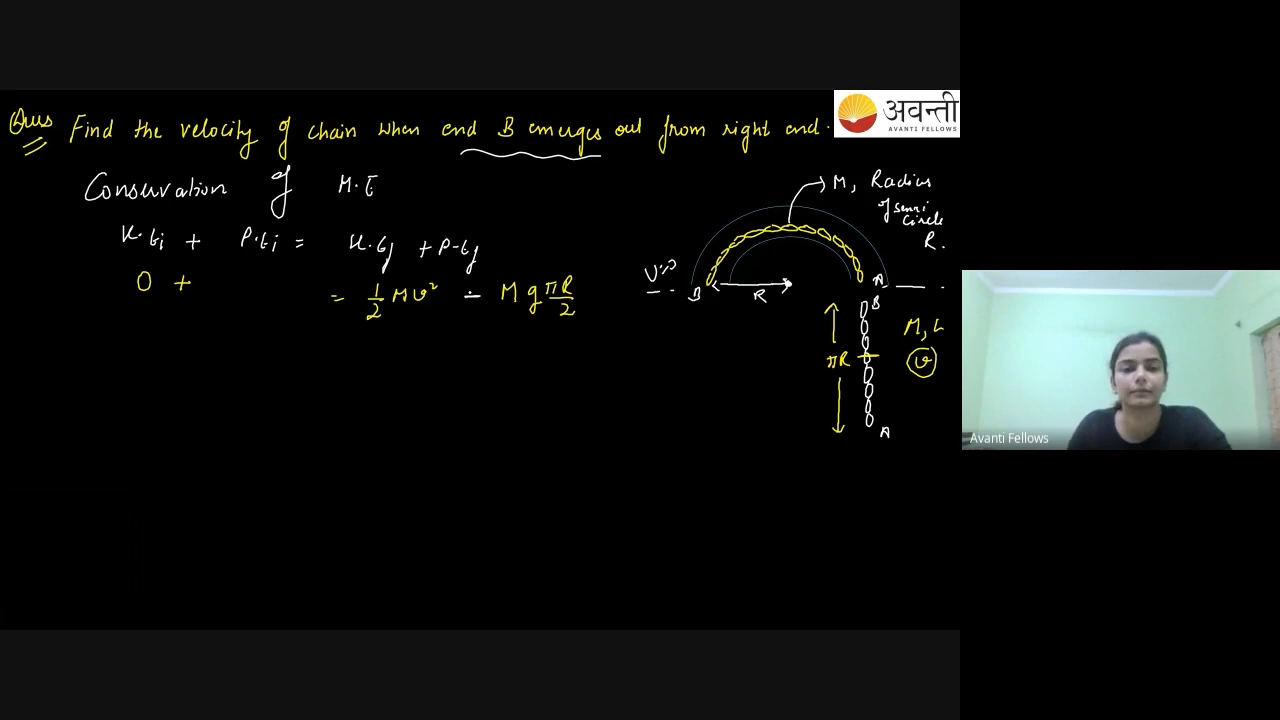 Ques Find the velocity of chain when end B emerges out from right end.
अवन्ती
AVANTI FELLOWS
Conservation of M.E
K.Ei + P.Ei = K.Ef + P.Ef
0 + = 1/2 Mv² - Mg πR/2
M, Radius
of semi
circle
R.
U=0
B
R
A
B
M, L
πR
v
A
Avanti Fellows